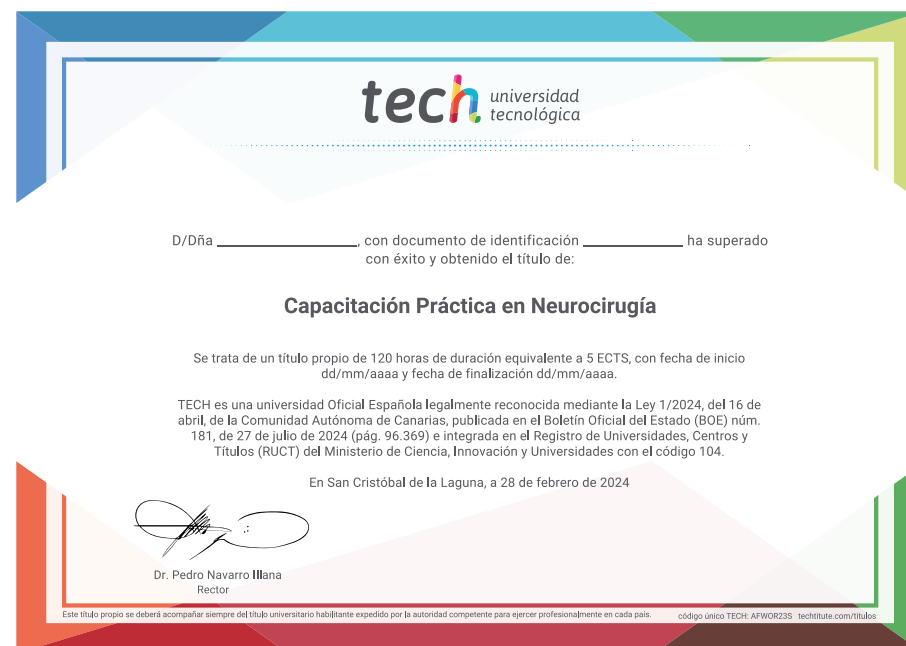 tech universidad
tecnológica
D/Dña ____________________, con documento de identificación ______________ ha superado
con éxito y obtenido el título de:
Capacitación Práctica en Neurocirugía
Se trata de un título propio de 120 horas de duración equivalente a 5 ECTS, con fecha de inicio
dd/mm/aaaa y fecha de finalización dd/mm/aaaa.
TECH es una universidad Oficial Española legalmente reconocida mediante la Ley 1/2024, del 16 de
abril, de la Comunidad Autónoma de Canarias, publicada en el Boletín Oficial del Estado (BOE) núm.
181, de 27 de julio de 2024 (pág. 96.369) e integrada en el Registro de Universidades, Centros y
Títulos (RUCT) del Ministerio de Ciencia, Innovación y Universidades con el código 104.
En San Cristóbal de la Laguna, a 28 de febrero de 2024
Dr. Pedro Navarro Illana
Rector
Este título propio se deberá acompañar siempre del título universitario habilitante expedido por la autoridad competente para ejercer profesionalmente en cada país.
código único TECH: AFWOR23S techtitute.com/titulos